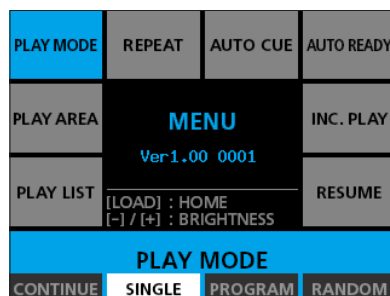 PLAY MODE REPEAT AUTO CUE AUTO READY
PLAY AREA MENU INC. PLAY
Ver1.00 0001
PLAY LIST RESUME
[LOAD] : HOME
[-] / [+] : BRIGHTNESS
PLAY MODE
CONTINUE SINGLE PROGRAM RANDOM